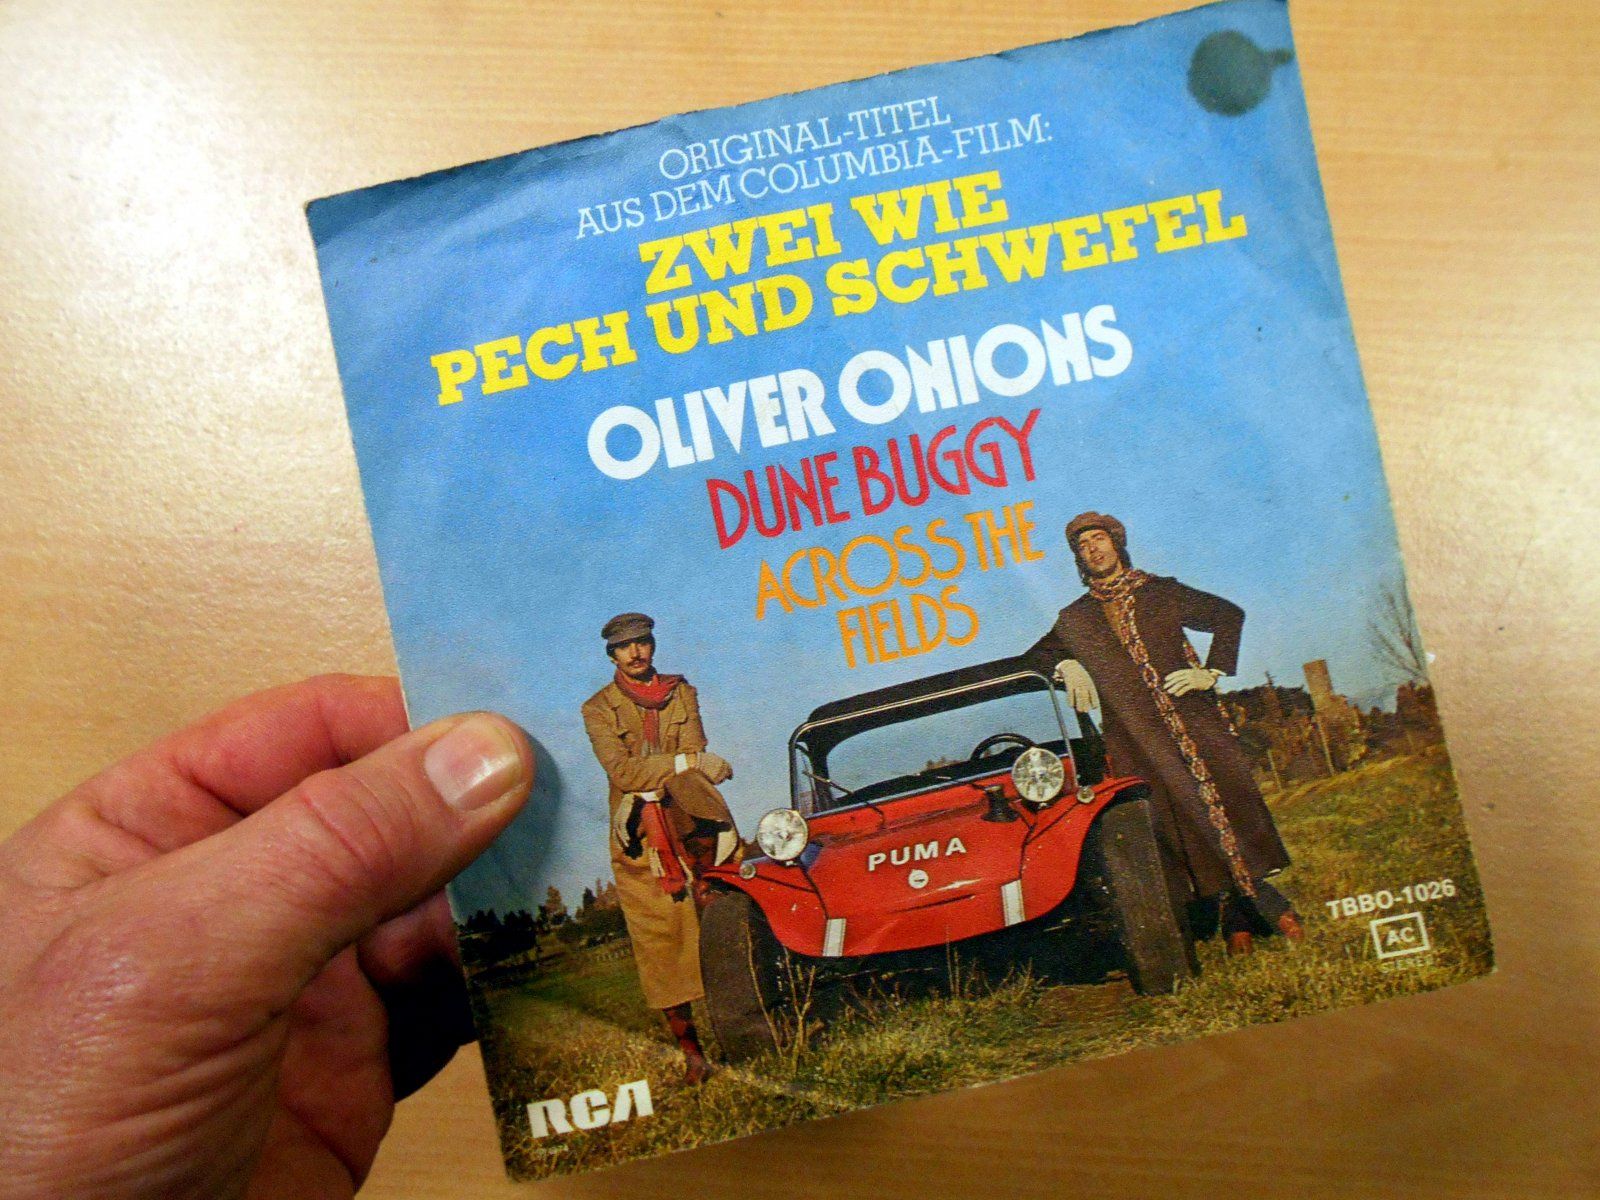 ORIGINAL-TITEL
AUS DEM COLUMBIA-FILM:
ZWEI WIE
PECH UND SCHWEFEL
OLIVER ONIONS
DUNE BUGGY
ACROSS THE
FIELDS
PUMA
TBBO-1026
AC
STEREO
RCA